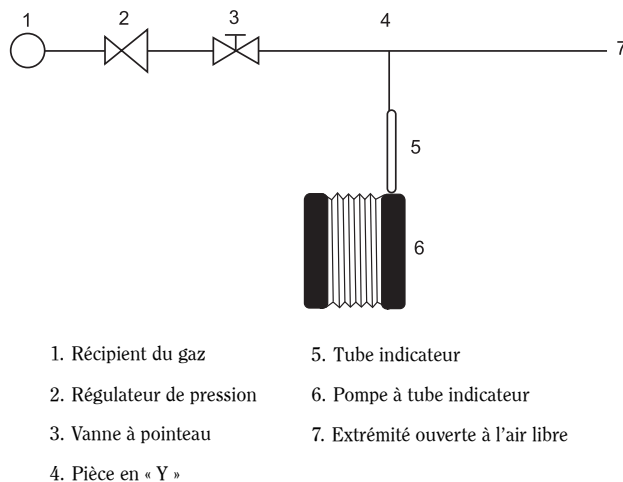 1 2 3 4 7
5
6
1. Récipient du gaz
2. Régulateur de pression
3. Vanne à pointeau
4. Pièce en « Y »
5. Tube indicateur
6. Pompe à tube indicateur
7. Extrémité ouverte à l'air libre